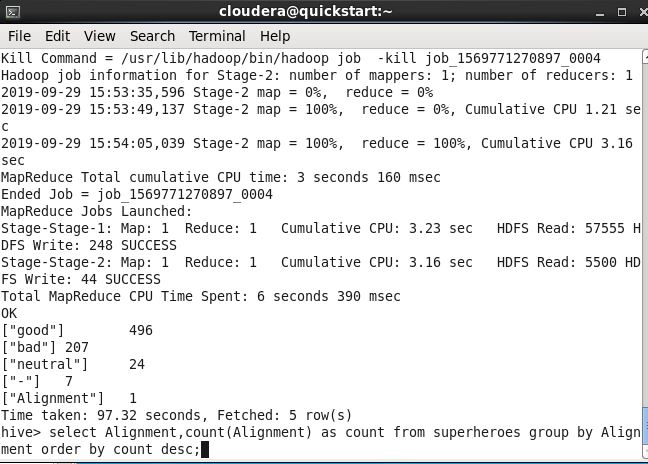 cloudera@quickstart:~
File Edit View Search Terminal Help
Kill Command = /usr/lib/hadoop/bin/hadoop job  -kill job_1569771270897_0004
Hadoop job information for Stage-2: number of mappers: 1; number of reducers: 1
2019-09-29 15:53:35,596 Stage-2 map = 0%,  reduce = 0%
2019-09-29 15:53:49,137 Stage-2 map = 100%,  reduce = 0%, Cumulative CPU 1.21 se
c
2019-09-29 15:54:05,039 Stage-2 map = 100%,  reduce = 100%, Cumulative CPU 3.16
sec
MapReduce Total cumulative CPU time: 3 seconds 160 msec
Ended Job = job_1569771270897_0004
MapReduce Jobs Launched:
Stage-Stage-1: Map: 1  Reduce: 1   Cumulative CPU: 3.23 sec   HDFS Read: 57555 H
DFS Write: 248 SUCCESS
Stage-Stage-2: Map: 1  Reduce: 1   Cumulative CPU: 3.16 sec   HDFS Read: 5500 HD
FS Write: 44 SUCCESS
Total MapReduce CPU Time Spent: 6 seconds 390 msec
OK
["good"]	496
["bad"]	207
["neutral"]	24
["-"]	7
["Alignment"]	1
Time taken: 97.32 seconds, Fetched: 5 row(s)
hive> select Alignment,count(Alignment) as count from superheroes group by Align
ment order by count desc;